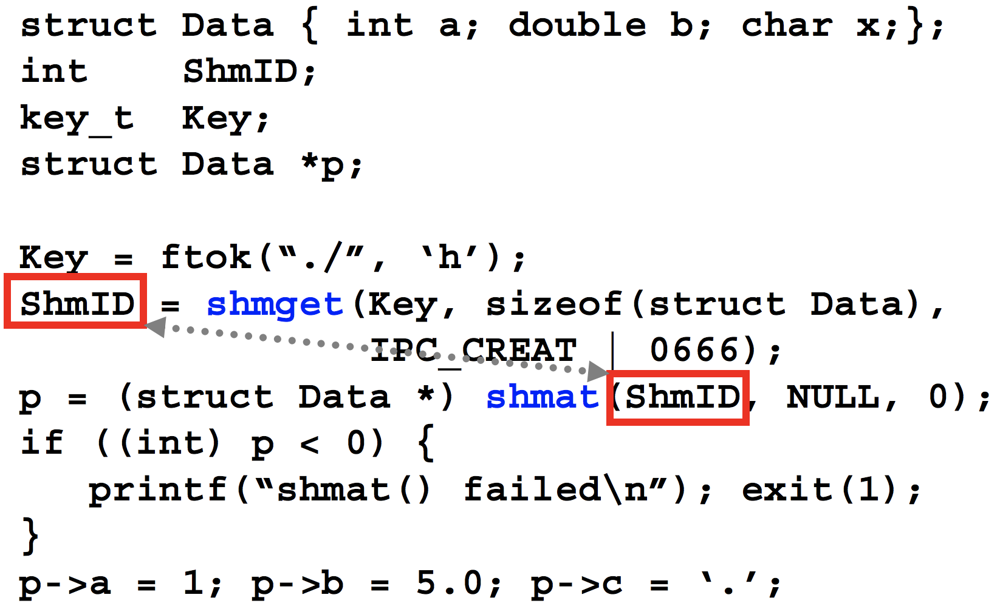 struct Data { int a; double b; char x;};
int    ShmID;
key_t  Key;
struct Data *p;
Key = ftok(“./”, ‘h’);
ShmID = shmget(Key, sizeof(struct Data),
IPC_CREAT | 0666);
p = (struct Data *) shmat(ShmID, NULL, 0);
if ((int) p < 0) {
   printf(“shmat() failed\n”); exit(1);
}
p->a = 1; p->b = 5.0; p->c = ‘.’;